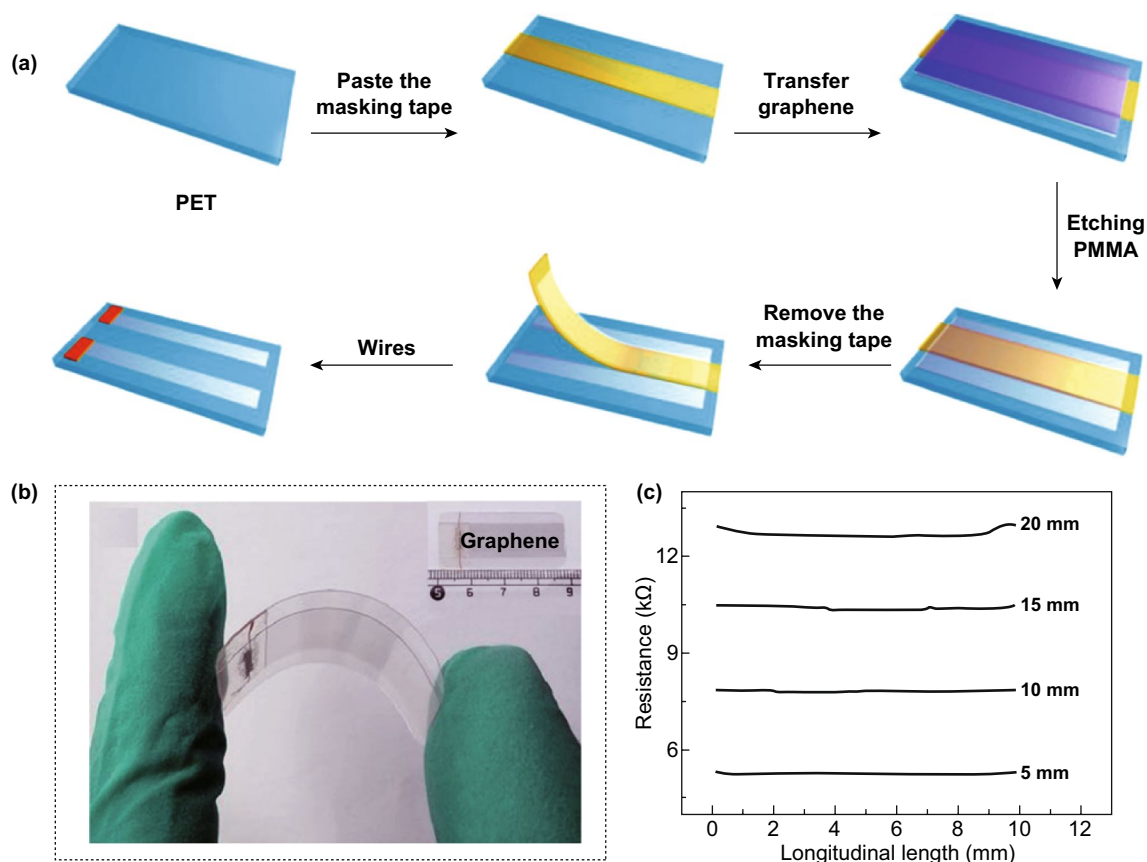 (a)
Paste the
masking tape
Transfer
graphene
PET
Etching
PMMA
Remove the
masking tape
Wires
(b)
Graphene
5 6 7 8 9
(c)
20 mm
15 mm
10 mm
5 mm
12
9
6
Resistance (kΩ)
0 2 4 6 8 10 12
Longitudinal length (mm)